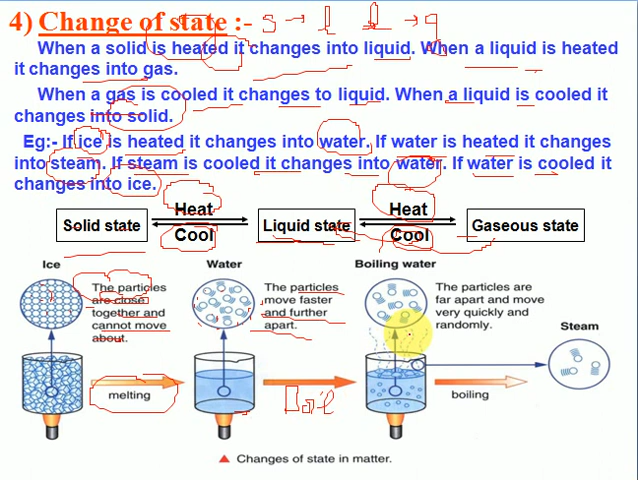 4) Change of state :- s → l l → g
When a solid is heated it changes into liquid. When a liquid is heated
it changes into gas.
When a gas is cooled it changes to liquid. When a liquid is cooled it
changes into solid.
Eg:- If ice is heated it changes into water. If water is heated it changes
into steam. If steam is cooled it changes into water. If water is cooled it
changes into ice.
Heat Heat
Solid state Liquid state Gaseous state
Cool Cool
Ice Water Boiling water
The particles
are close
together and
cannot move
about.
The particles
move faster
and further
apart.
The particles are
far apart and move
very quickly and
randomly.
Steam
melting boiling
▲ Changes of state in matter.